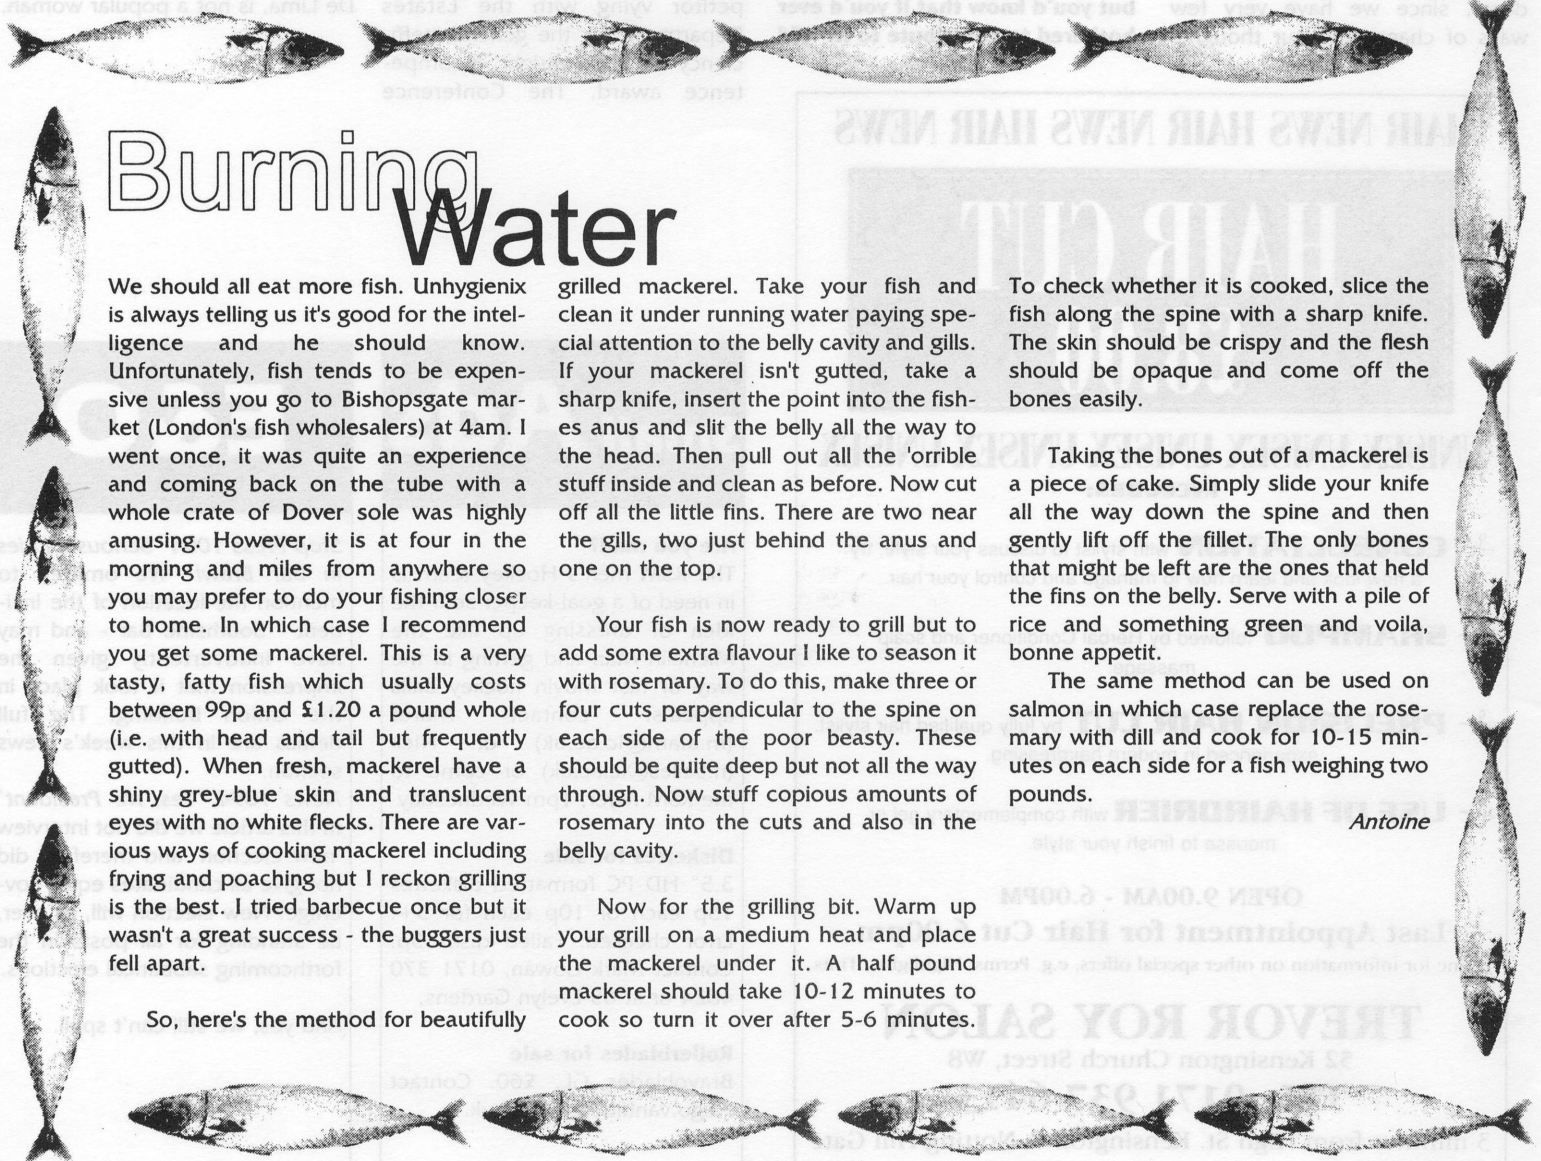 Burning
Water
We should all eat more fish. Unhygienix
is always telling us it's good for the intel-
ligence and he should know.
Unfortunately, fish tends to be expen-
sive unless you go to Bishopsgate mar-
ket (London's fish wholesalers) at 4am. I
went once, it was quite an experience
and coming back on the tube with a
whole crate of Dover sole was highly
amusing. However, it is at four in the
morning and miles from anywhere so
you may prefer to do your fishing closer
to home. In which case I recommend
you get some mackerel. This is a very
tasty, fatty fish which usually costs
between 99p and £1.20 a pound whole
(i.e. with head and tail but frequently
gutted). When fresh, mackerel have a
shiny grey-blue skin and translucent
eyes with no white flecks. There are var-
ious ways of cooking mackerel including
frying and poaching but I reckon grilling
is the best. I tried barbecue once but it
wasn't a great success - the buggers just
fell apart.
So, here's the method for beautifully
grilled mackerel. Take your fish and
clean it under running water paying spe-
cial attention to the belly cavity and gills.
If your mackerel isn't gutted, take a
sharp knife, insert the point into the fish-
es anus and slit the belly all the way to
the head. Then pull out all the 'orrible
stuff inside and clean as before. Now cut
off all the little fins. There are two near
the gills, two just behind the anus and
one on the top.
Your fish is now ready to grill but to
add some extra flavour I like to season it
with rosemary. To do this, make three or
four cuts perpendicular to the spine on
each side of the poor beasty. These
should be quite deep but not all the way
through. Now stuff copious amounts of
rosemary into the cuts and also in the
belly cavity.
Now for the grilling bit. Warm up
your grill on a medium heat and place
the mackerel under it. A half pound
mackerel should take 10-12 minutes to
cook so turn it over after 5-6 minutes.
To check whether it is cooked, slice the
fish along the spine with a sharp knife.
The skin should be crispy and the flesh
should be opaque and come off the
bones easily.
Taking the bones out of a mackerel is
a piece of cake. Simply slide your knife
all the way down the spine and then
gently lift off the fillet. The only bones
that might be left are the ones that held
the fins on the belly. Serve with a pile of
rice and something green and voila,
bonne appetit.
The same method can be used on
salmon in which case replace the rose-
mary with dill and cook for 10-15 min-
utes on each side for a fish weighing two
pounds.
Antoine